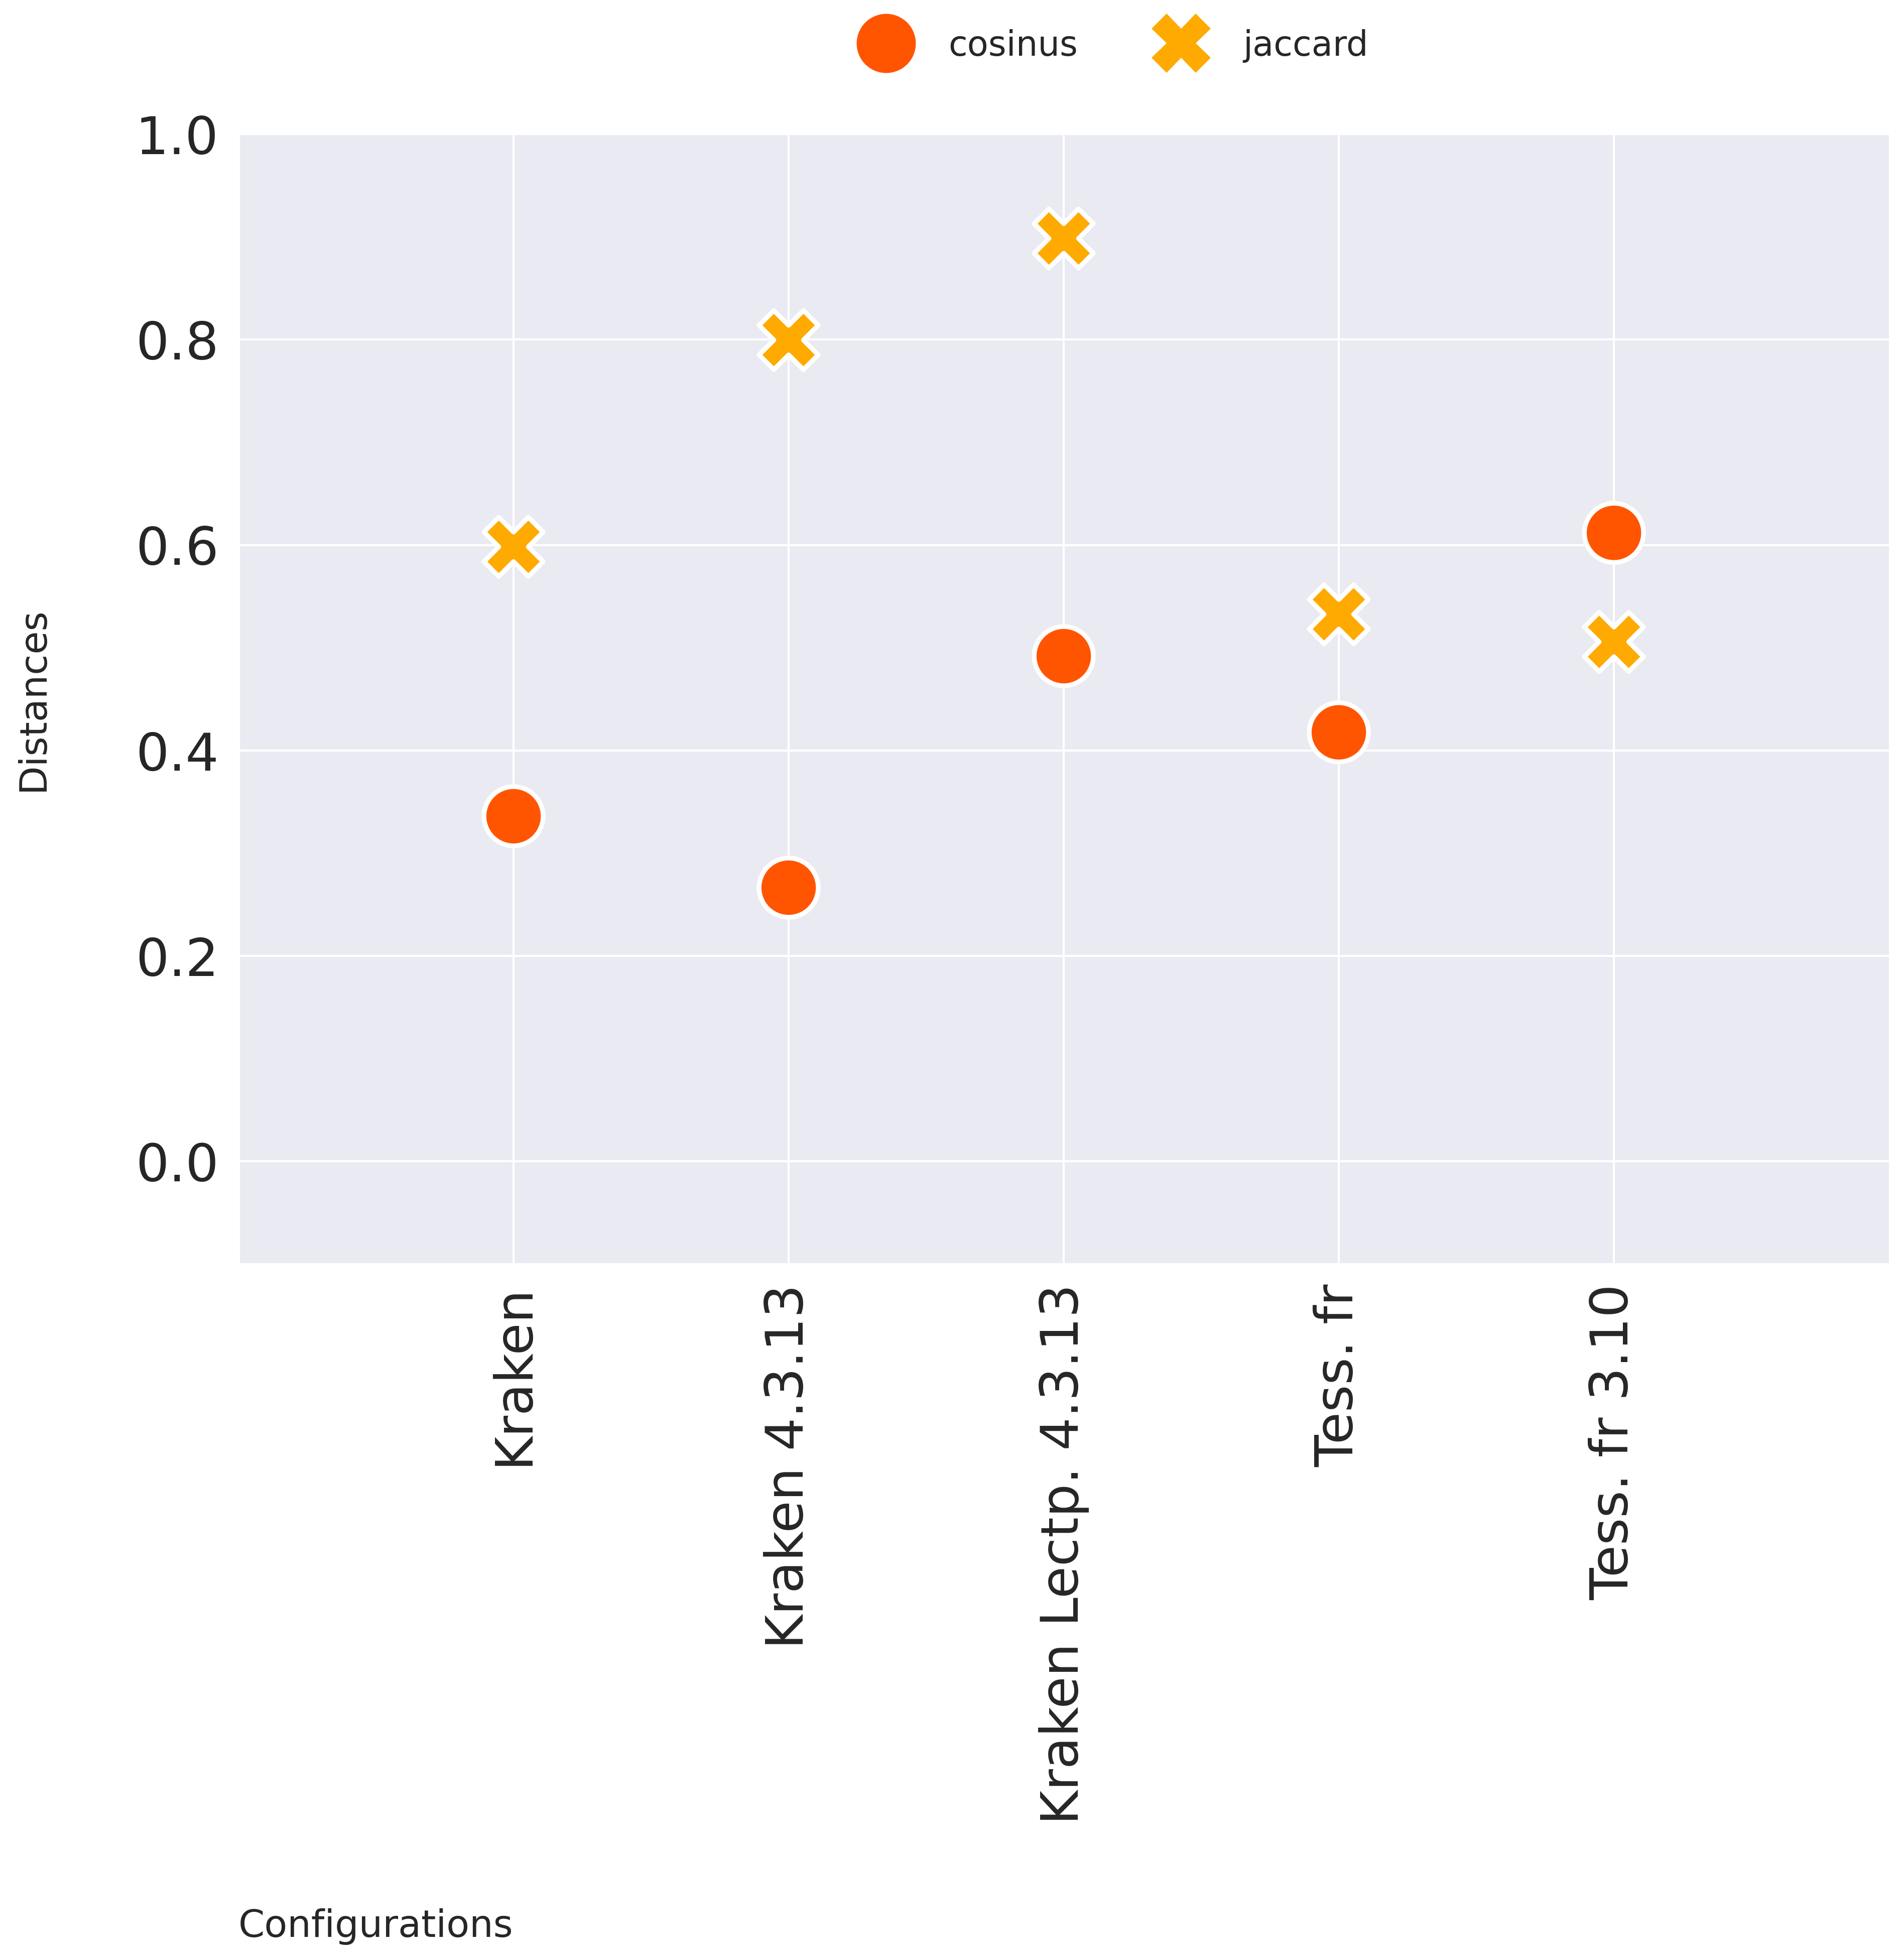 cosinus jaccard
1.0
0.8
0.6
0.4
0.2
0.0
Distances
Kraken
Kraken 4.3.13
Kraken Lectp. 4.3.13
Tess. fr
Tess. fr 3.10
Configurations